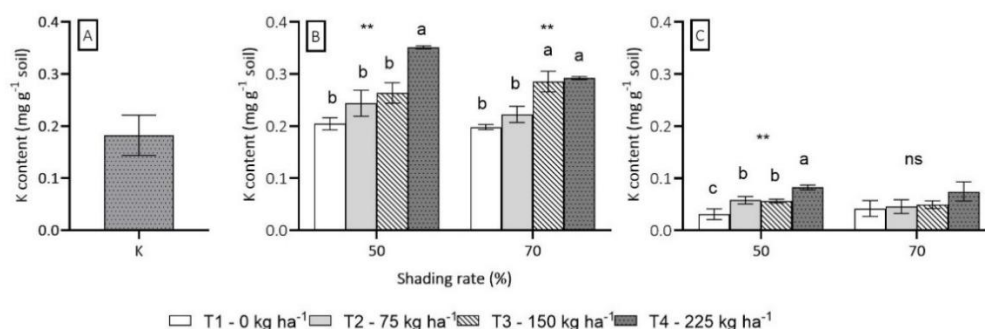 A
K content (mg g⁻¹ soil)
0.4
0.3
0.2
0.1
0.0
K
B
K content (mg g⁻¹ soil)
0.4
0.3
0.2
0.1
0.0
** **
b b b a
b b a a
50 70
Shading rate (%)
C
K content (mg g⁻¹ soil)
0.4
0.3
0.2
0.1
0.0
** ns
c b b a
50 70
T1 - 0 kg ha⁻¹ T2 - 75 kg ha⁻¹ T3 - 150 kg ha⁻¹ T4 - 225 kg ha⁻¹